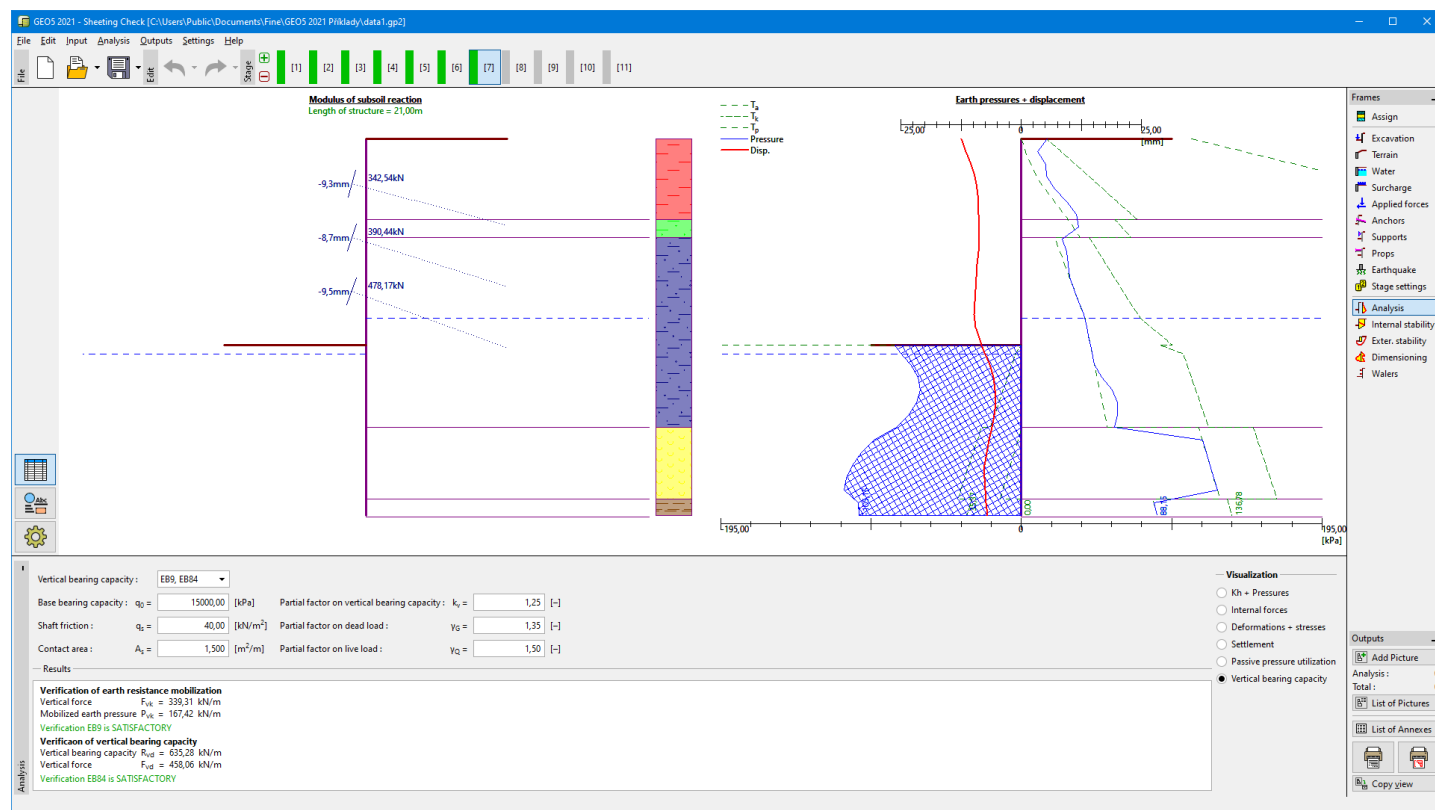 GEO5 2021 - Sheeting Check [C:\Users\Public\Documents\Fine\GEO5 2021 Příklady\data1.gp2]
File Edit Input Analysis Outputs Settings Help
File Edit Stage [1] [2] [3] [4] [5] [6] [7] [8] [9] [10] [11]
Modulus of subsoil reaction
Length of structure = 21,00m
-9,3mm 342,54kN
-8,7mm 390,44kN
-9,5mm 478,17kN
Ta
Tk
Tp
Pressure
Disp.
Earth pressures + displacement
-25,00 0 25,00
[mm]
0,00
88,15
136,78
-195,00 0 195,00
[kPa]
Frames
Assign
Excavation
Terrain
Water
Surcharge
Applied forces
Anchors
Supports
Props
Earthquake
Stage settings
Analysis
Internal stability
Exter. stability
Dimensioning
Walers
Abc
Vertical bearing capacity : EB9, EB84
Base bearing capacity : q0 = 15000,00 [kPa] Partial factor on vertical bearing capacity : kv = 1,25 [–]
Shaft friction : qs = 40,00 [kN/m²] Partial factor on dead load : γG = 1,35 [–]
Contact area : As = 1,500 [m²/m] Partial factor on live load : γQ = 1,50 [–]
Results
Verification of earth resistance mobilization
Vertical force Fvk = 339,31 kN/m
Mobilized earth pressure Pvk = 167,42 kN/m
Verification EB9 is SATISFACTORY
Verificaon of vertical bearing capacity
Vertical bearing capacity Rvd = 635,28 kN/m
Vertical force Fvd = 458,06 kN/m
Verification EB84 is SATISFACTORY
Analysis
Visualization
Kh + Pressures
Internal forces
Deformations + stresses
Settlement
Passive pressure utilization
Vertical bearing capacity
Outputs
Add Picture
Analysis :
Total :
List of Pictures
List of Annexes
Copy view